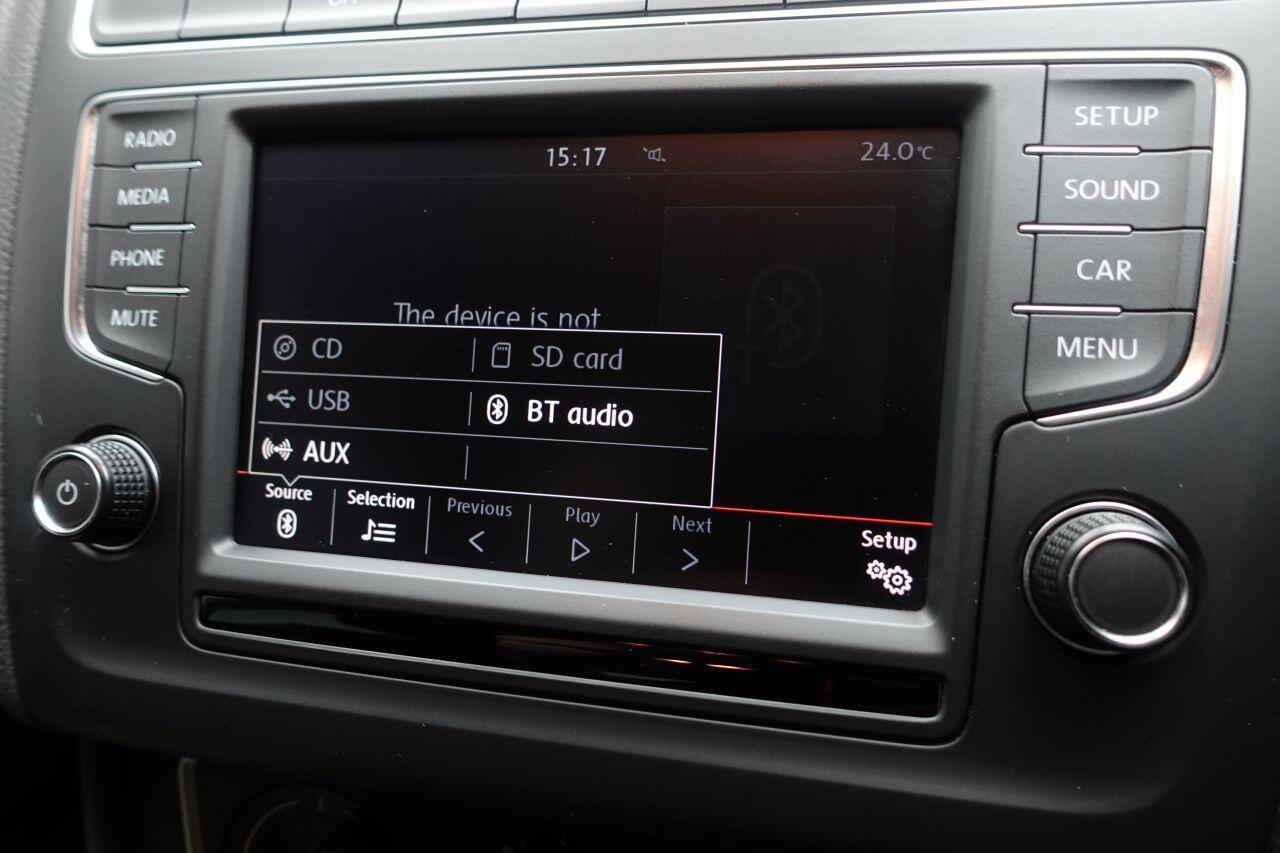 OFF
RADIO
MEDIA
PHONE
MUTE
15:17 24.0°C
The device is not
CD SD card
USB BT audio
AUX
Source Selection Previous Play Next Setup
SETUP
SOUND
CAR
MENU